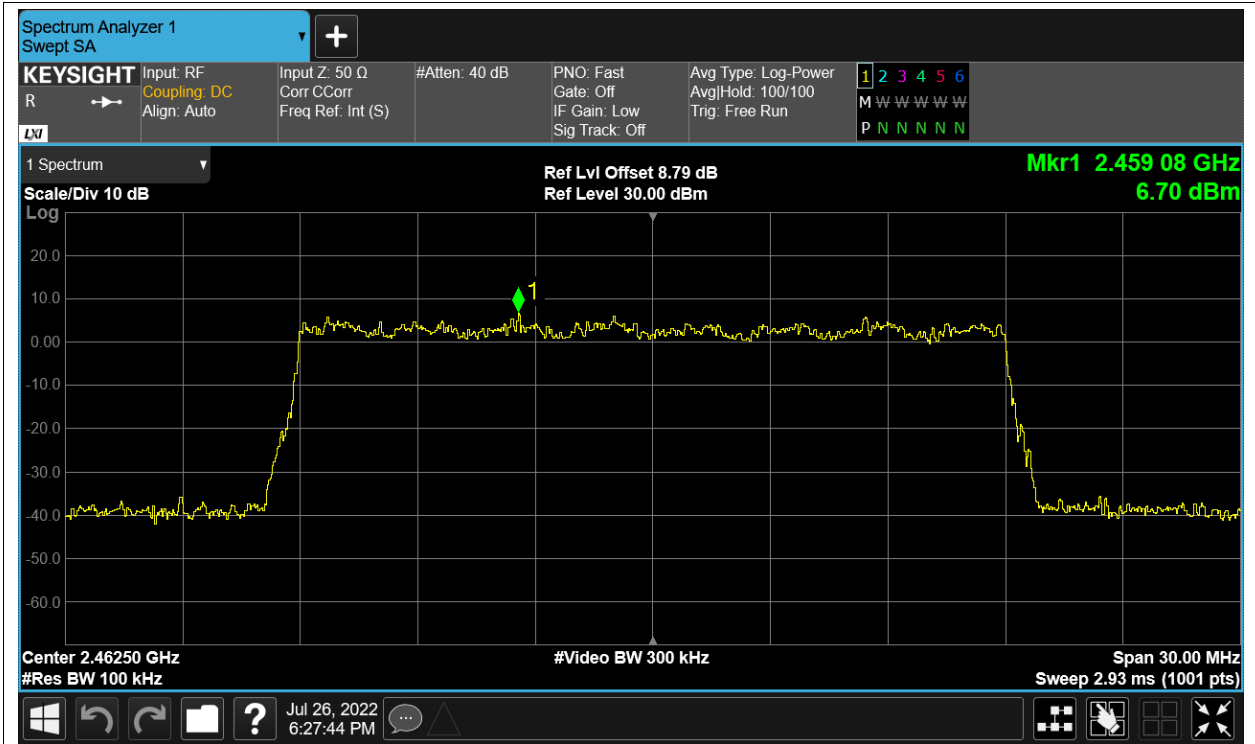 Spectrum Analyzer 1
Swept SA
+
KEYSIGHT
R
LXI
Input: RF
Coupling: DC
Align: Auto
Input Z: 50 Ω
Corr CCorr
Freq Ref: Int (S)
#Atten: 40 dB
PNO: Fast
Gate: Off
IF Gain: Low
Sig Track: Off
Avg Type: Log-Power
Avg|Hold: 100/100
Trig: Free Run
1 2 3 4 5 6
M W W W W W
P N N N N N
1 Spectrum
Scale/Div 10 dB
Log
Ref Lvl Offset 8.79 dB
Ref Level 30.00 dBm
Mkr1 2.459 08 GHz
6.70 dBm
20.0
10.0
0.00
-10.0
-20.0
-30.0
-40.0
-50.0
-60.0
1
Center 2.46250 GHz
#Res BW 100 kHz
#Video BW 300 kHz
Span 30.00 MHz
Sweep 2.93 ms (1001 pts)
?
Jul 26, 2022
6:27:44 PM